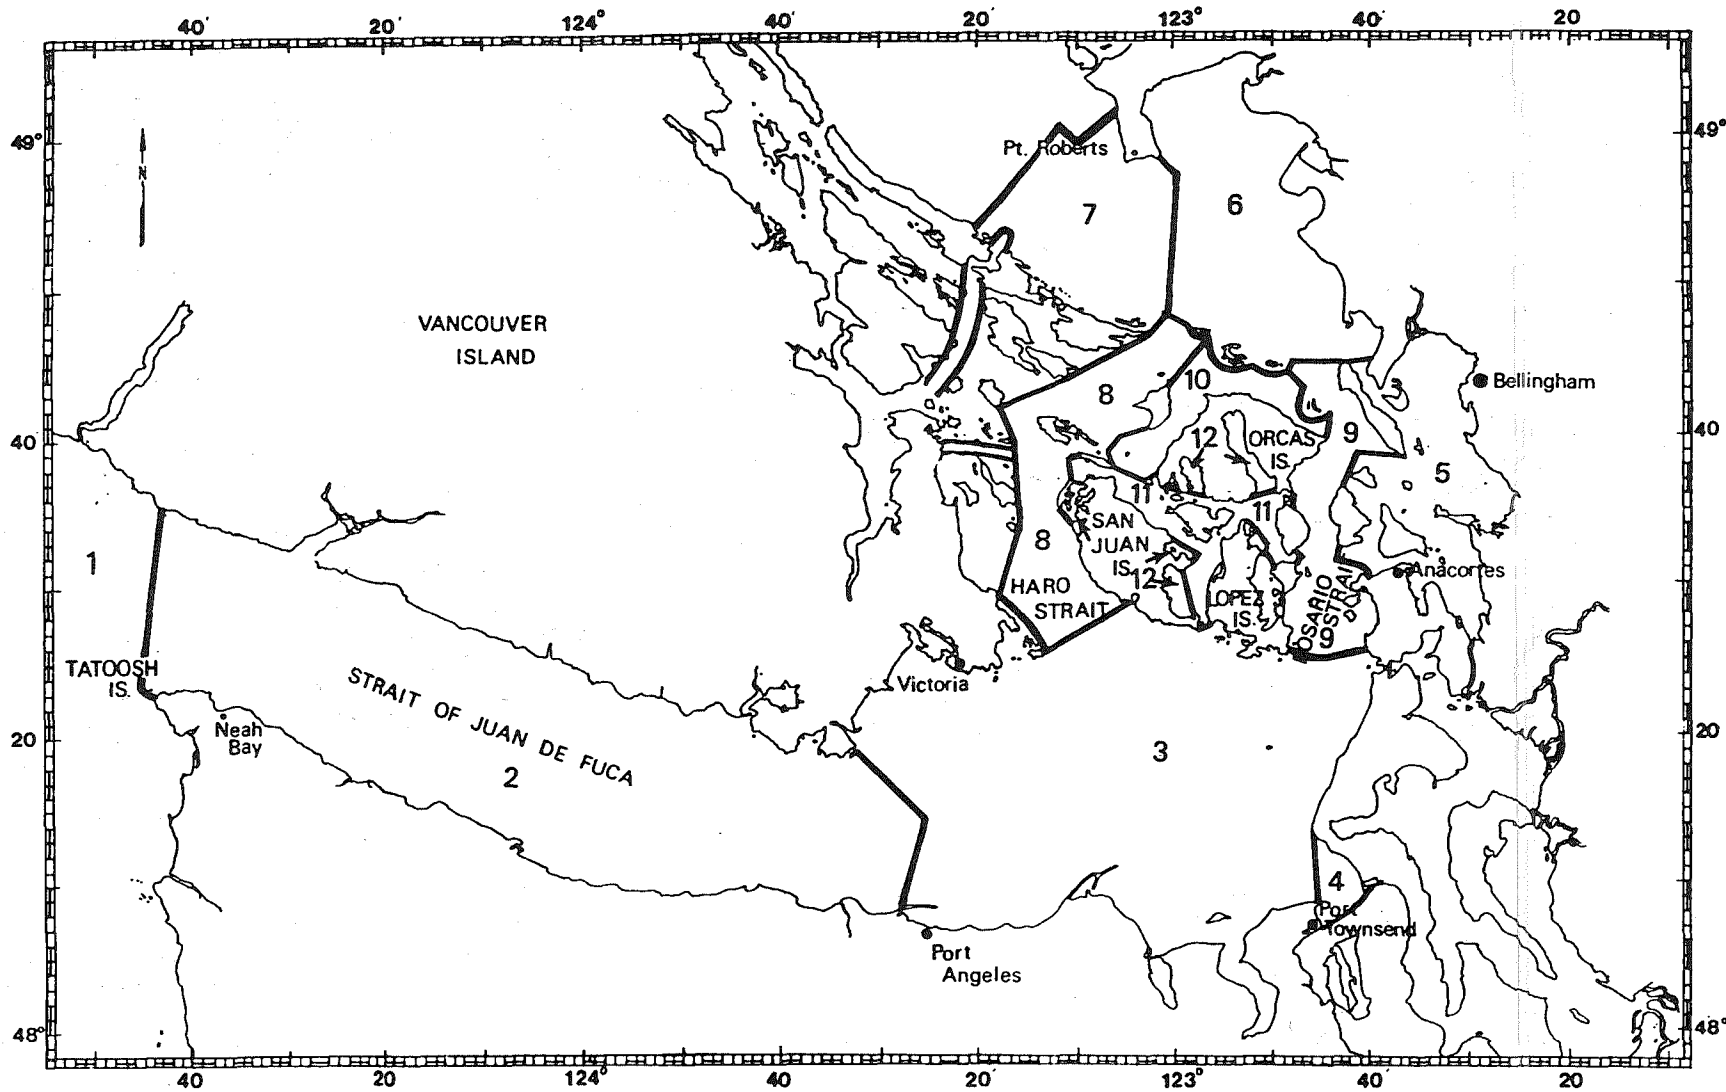 40′ 20′ 124° 40′ 20′ 123° 40′ 20
49° 49°
N
Pt. Roberts
7 6
VANCOUVER
ISLAND
8 10
Bellingham
40 40
12 ORCAS
IS.
9
5
11 11
1
8
SAN
JUAN
IS.
12
HARO
STRAIT
LOPEZ
IS.
OSARIO
STRAI
9
Anacortes
TATOOSH
IS.
Neah
Bay
STRAIT OF JUAN DE FUCA
2
Victoria
3
20 20
4
Port
Townsend
Port
Angeles
48° 48°
40′ 20′ 124° 40′ 20′ 123° 40′ 20